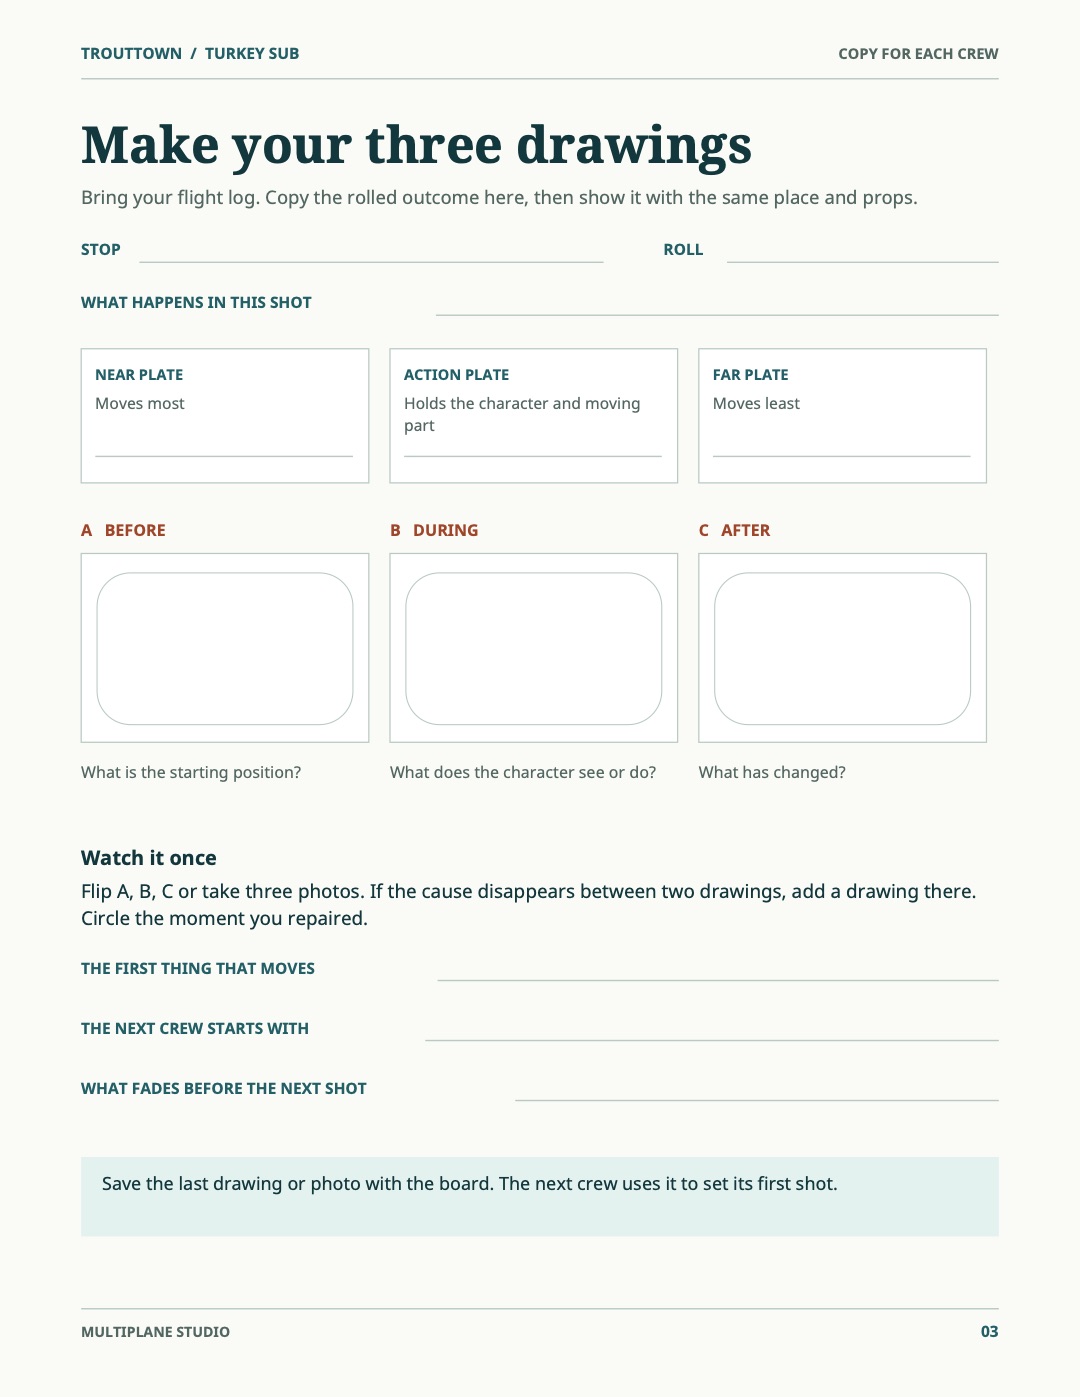 TROUTTOWN / TURKEY SUB
COPY FOR EACH CREW
Make your three drawings
Bring your flight log. Copy the rolled outcome here, then show it with the same place and props.
STOP
ROLL
WHAT HAPPENS IN THIS SHOT
NEAR PLATE
Moves most
ACTION PLATE
Holds the character and moving
part
FAR PLATE
Moves least
A BEFORE
B DURING
C AFTER
What is the starting position?
What does the character see or do?
What has changed?
Watch it once
Flip A, B, C or take three photos. If the cause disappears between two drawings, add a drawing there.
Circle the moment you repaired.
THE FIRST THING THAT MOVES
THE NEXT CREW STARTS WITH
WHAT FADES BEFORE THE NEXT SHOT
Save the last drawing or photo with the board. The next crew uses it to set its first shot.
MULTIPLANE STUDIO
03